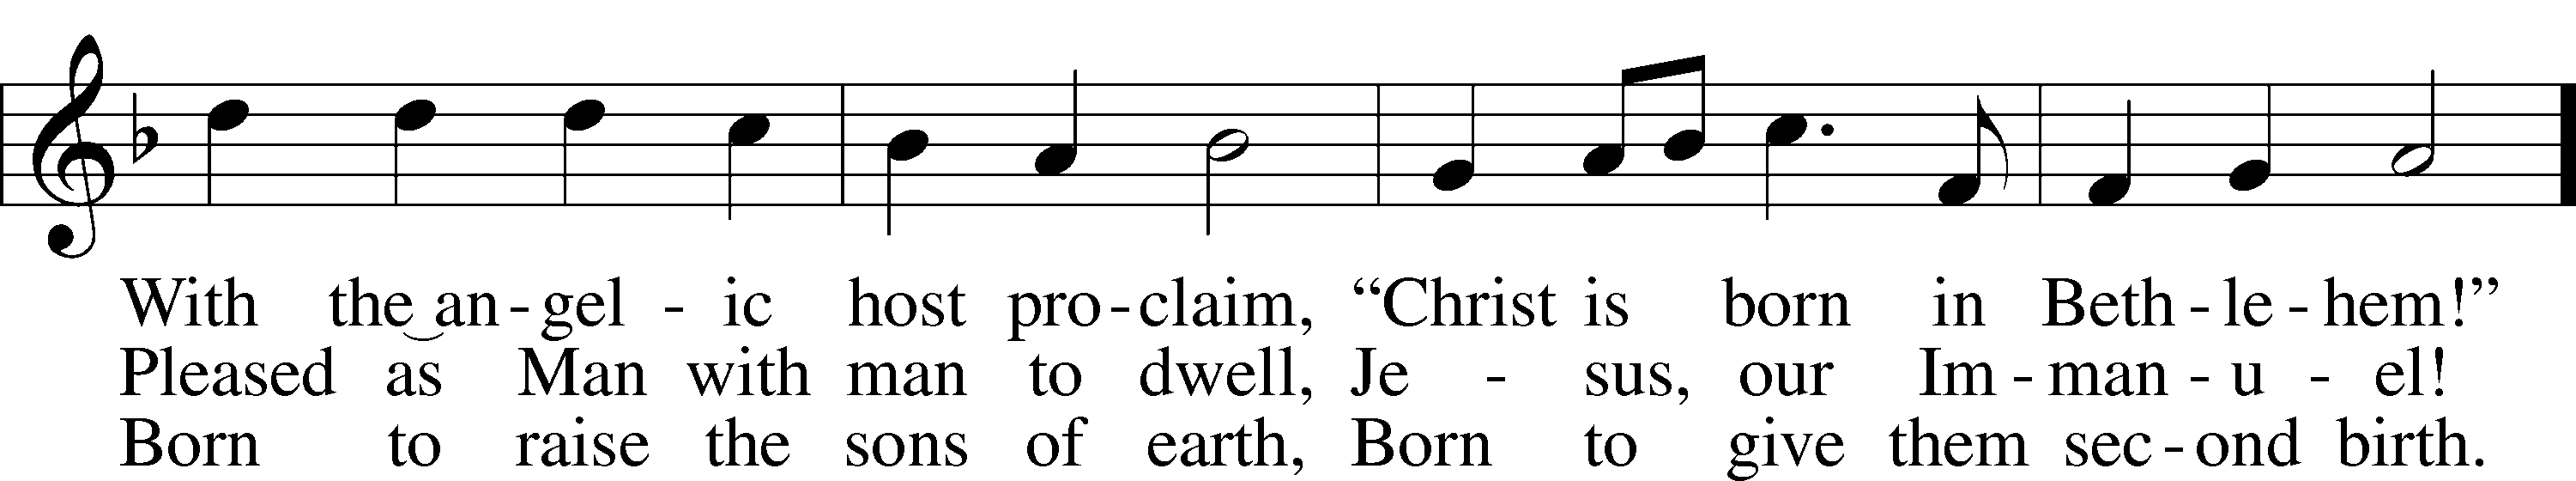 With the an - gel - ic host pro - claim, “Christ is born in Beth - le - hem!”
Pleased as Man with man to dwell, Je - sus, our Im - man - u - el!
Born to raise the sons of earth, Born to give them sec - ond birth.